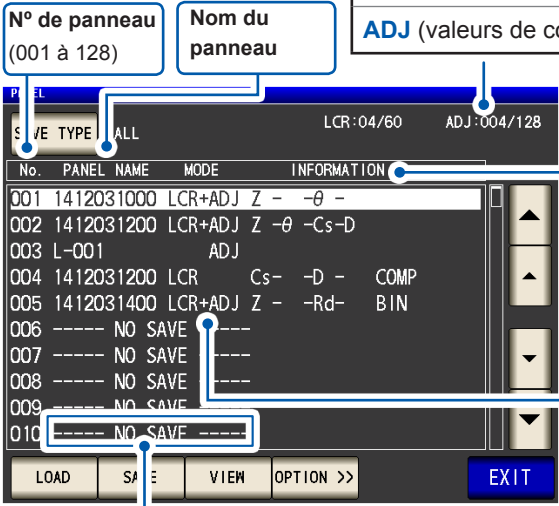 Nº de panneau
(001 à 128)
Nom du
panneau
ADJ (valeurs de co
SAVE TYPE ALL LCR:04/60 ADJ:004/128
No. PANEL NAME MODE INFORMATION
001 1412031000 LCR+ADJ Z - -θ -
002 1412031200 LCR+ADJ Z -θ -Cs-D
003 L-001 ADJ
004 1412031200 LCR Cs- -D - COMP
005 1412031400 LCR+ADJ Z - -Rd- BIN
006 ----- NO SAVE -----
007 ----- NO SAVE -----
008 ----- NO SAVE -----
009 ----- NO SAVE -----
010 ----- NO SAVE -----
LOAD SAVE VIEW OPTION >> EXIT